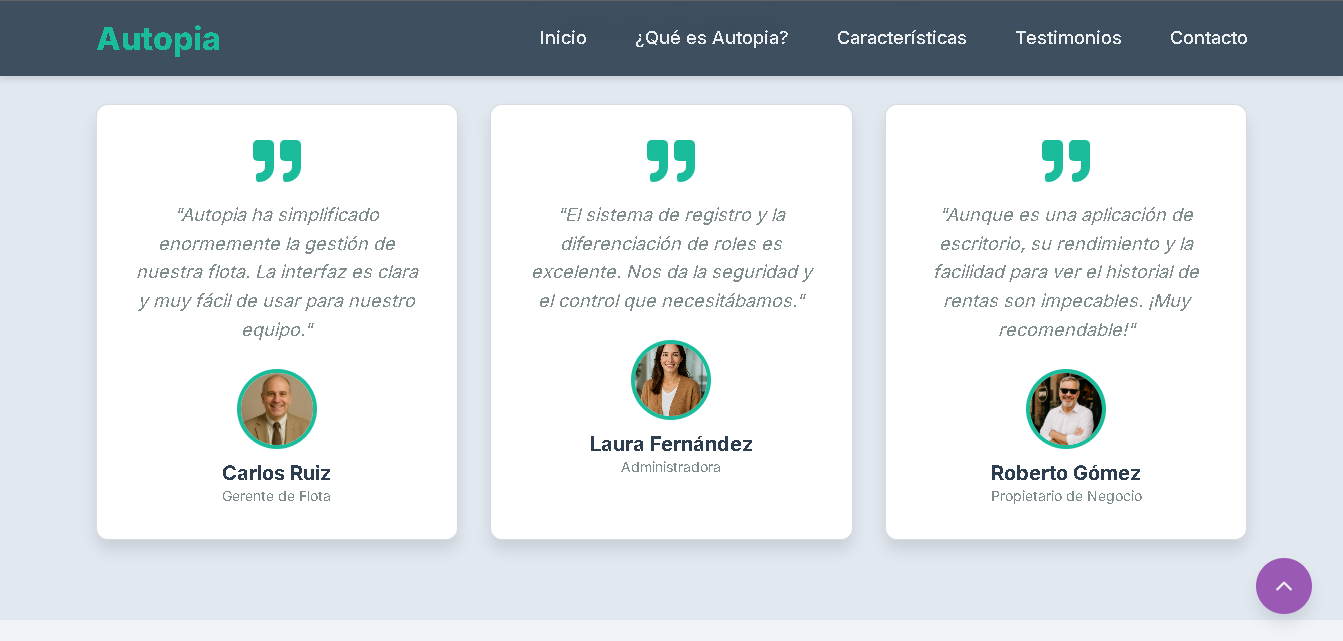 Autopia
Inicio
¿Qué es Autopia?
Características
Testimonios
Contacto
"Autopia ha simplificado
enormemente la gestión de
nuestra flota. La interfaz es clara
y muy fácil de usar para nuestro
equipo."
Carlos Ruiz
Gerente de Flota
"El sistema de registro y la
diferenciación de roles es
excelente. Nos da la seguridad y
el control que necesitábamos."
Laura Fernández
Administradora
"Aunque es una aplicación de
escritorio, su rendimiento y la
facilidad para ver el historial de
rentas son impecables. ¡Muy
recomendable!"
Roberto Gómez
Propietario de Negocio